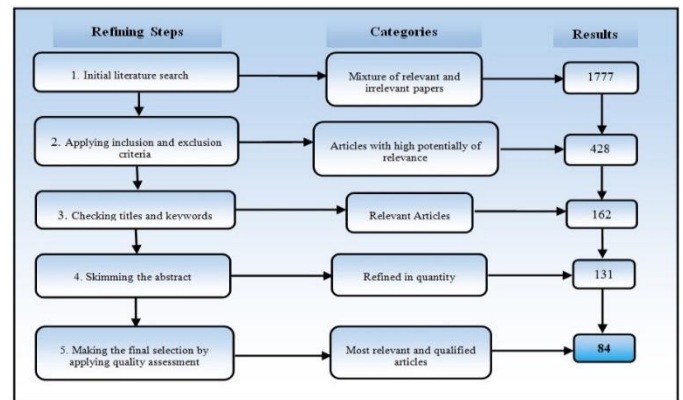 Refining Steps
Categories
Results
1. Initial literature search
Mixture of relevant and
irrelevant papers
1777
2. Applying inclusion and exclusion
criteria
Articles with high potentially of
relevance
428
3. Checking titles and keywords
Relevant Articles
162
4. Skimming the abstract
Refined in quantity
131
5. Making the final selection by
applying quality assessment
Most relevant and qualified
articles
84